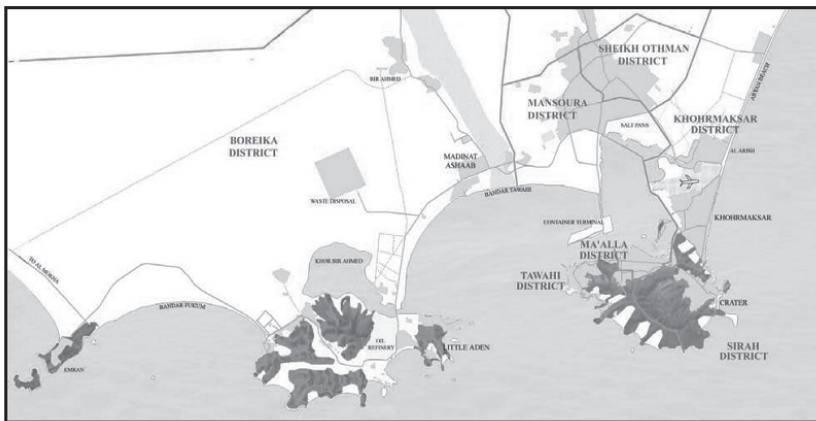 SHEIKH OTHMAN
DISTRICT
BIR AHMED
ABYAN BEACH
MANSOURA
DISTRICT
KHOHRMAKSAR
DISTRICT
SALT PANS
BOREIKA
DISTRICT
AL ARISH
MADINAT
ASHAAB
BANDAR TAWAHI
WASTE DISPOSAL
CONTAINER TERMINAL
KHOHRMAKSAR
MA'ALLA
DISTRICT
KHOR BIR AHMED
TO AL MOKHA
TAWAHI
DISTRICT
BANDAR FUKUM
CRATER
OIL
REFINERY
LITTLE ADEN
SIRAH
DISTRICT
EMRAN